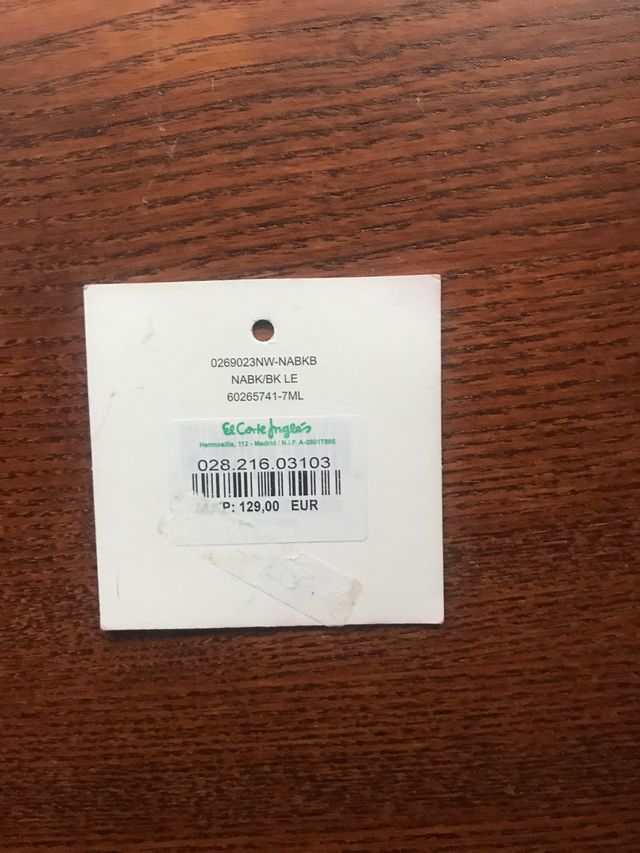 0269023NW-NABKB
NABK/BK LE
60265741-7ML
El Corte Inglés
Hermosilla, 112 - Madrid / N.I.F. A-28017895
028.216.03103
P: 129,00 EUR